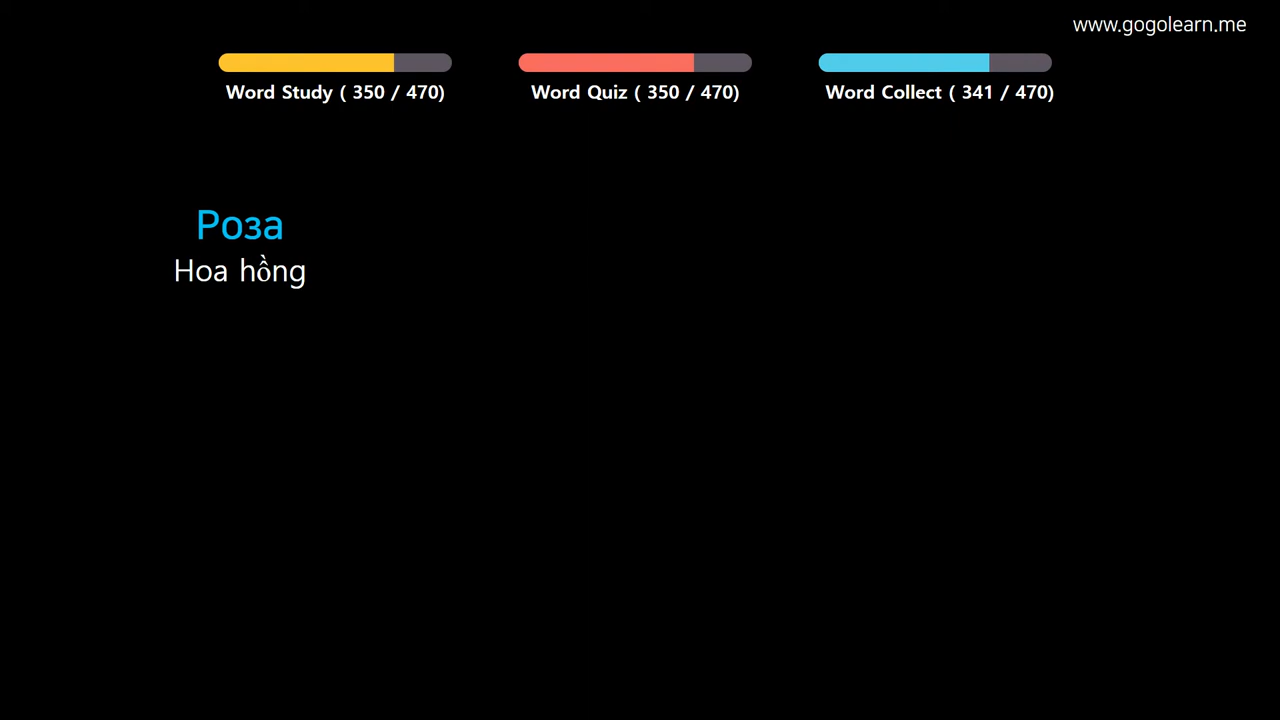 www.gogolearn.me
Word Study ( 350 / 470)
Word Quiz ( 350 / 470)
Word Collect ( 341 / 470)
Роза
Hoa hồng